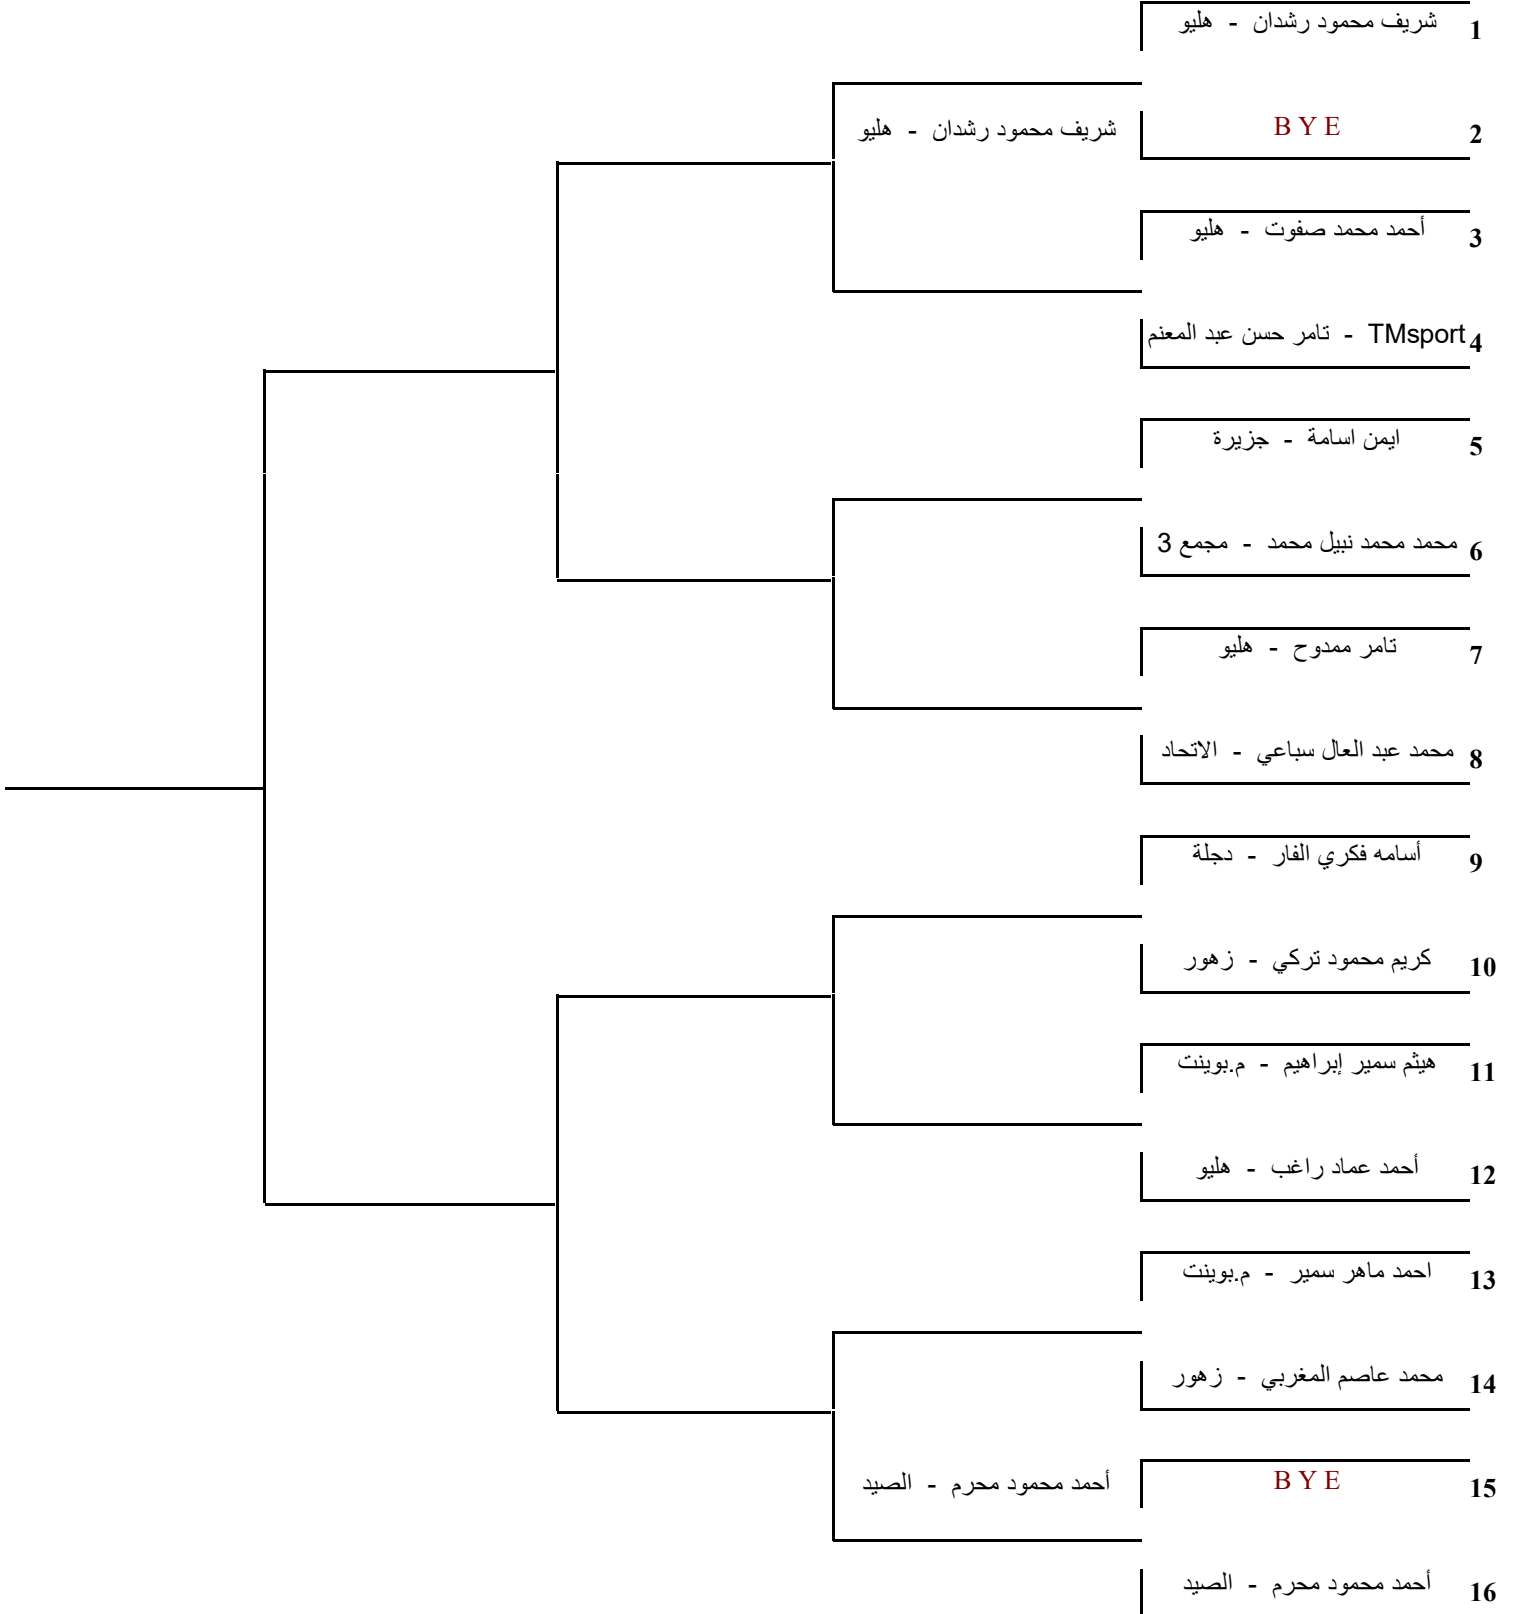 1 شريف محمود رشدان - هليو
2 B Y E
شريف محمود رشدان - هليو
3 أحمد محمد صفوت - هليو
4 تامر حسن عبد المعنم - TMsport
5 ايمن اسامة - جزيرة
6 محمد محمد نبيل محمد - مجمع 3
7 تامر ممدوح - هليو
8 محمد عبد العال سباعي - الاتحاد
9 أسامه فكري الفار - دجلة
10 كريم محمود تركي - زهور
11 هيثم سمير إبراهيم - م.بوينت
12 أحمد عماد راغب - هليو
13 احمد ماهر سمير - م.بوينت
14 محمد عاصم المغربي - زهور
15 B Y E
أحمد محمود محرم - الصيد
16 أحمد محمود محرم - الصيد